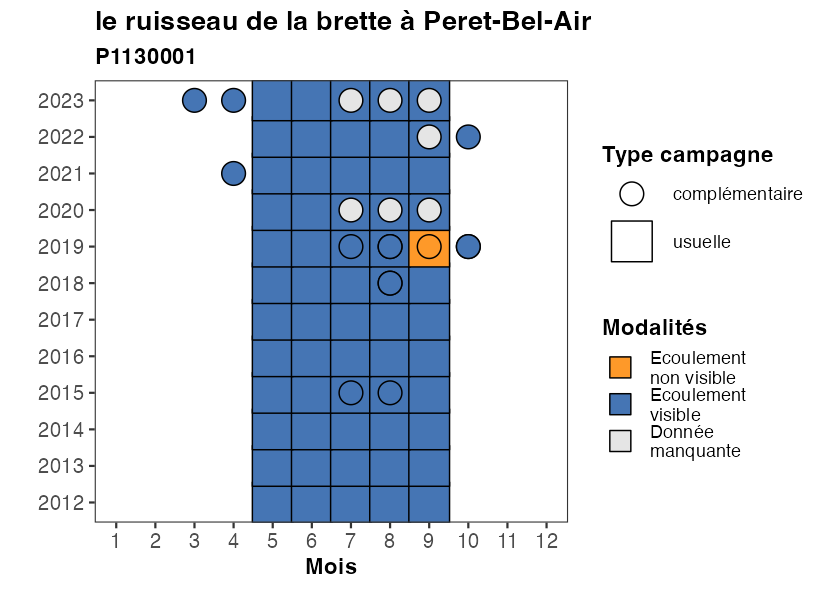 le ruisseau de la brette à Peret-Bel-Air
P1130001
2023
2022
2021
2020
2019
2018
2017
2016
2015
2014
2013
2012
1 2 3 4 5 6 7 8 9 10 11 12
Mois
Type campagne
complémentaire
usuelle
Modalités
Ecoulement
non visible
Ecoulement
visible
Donnée
manquante